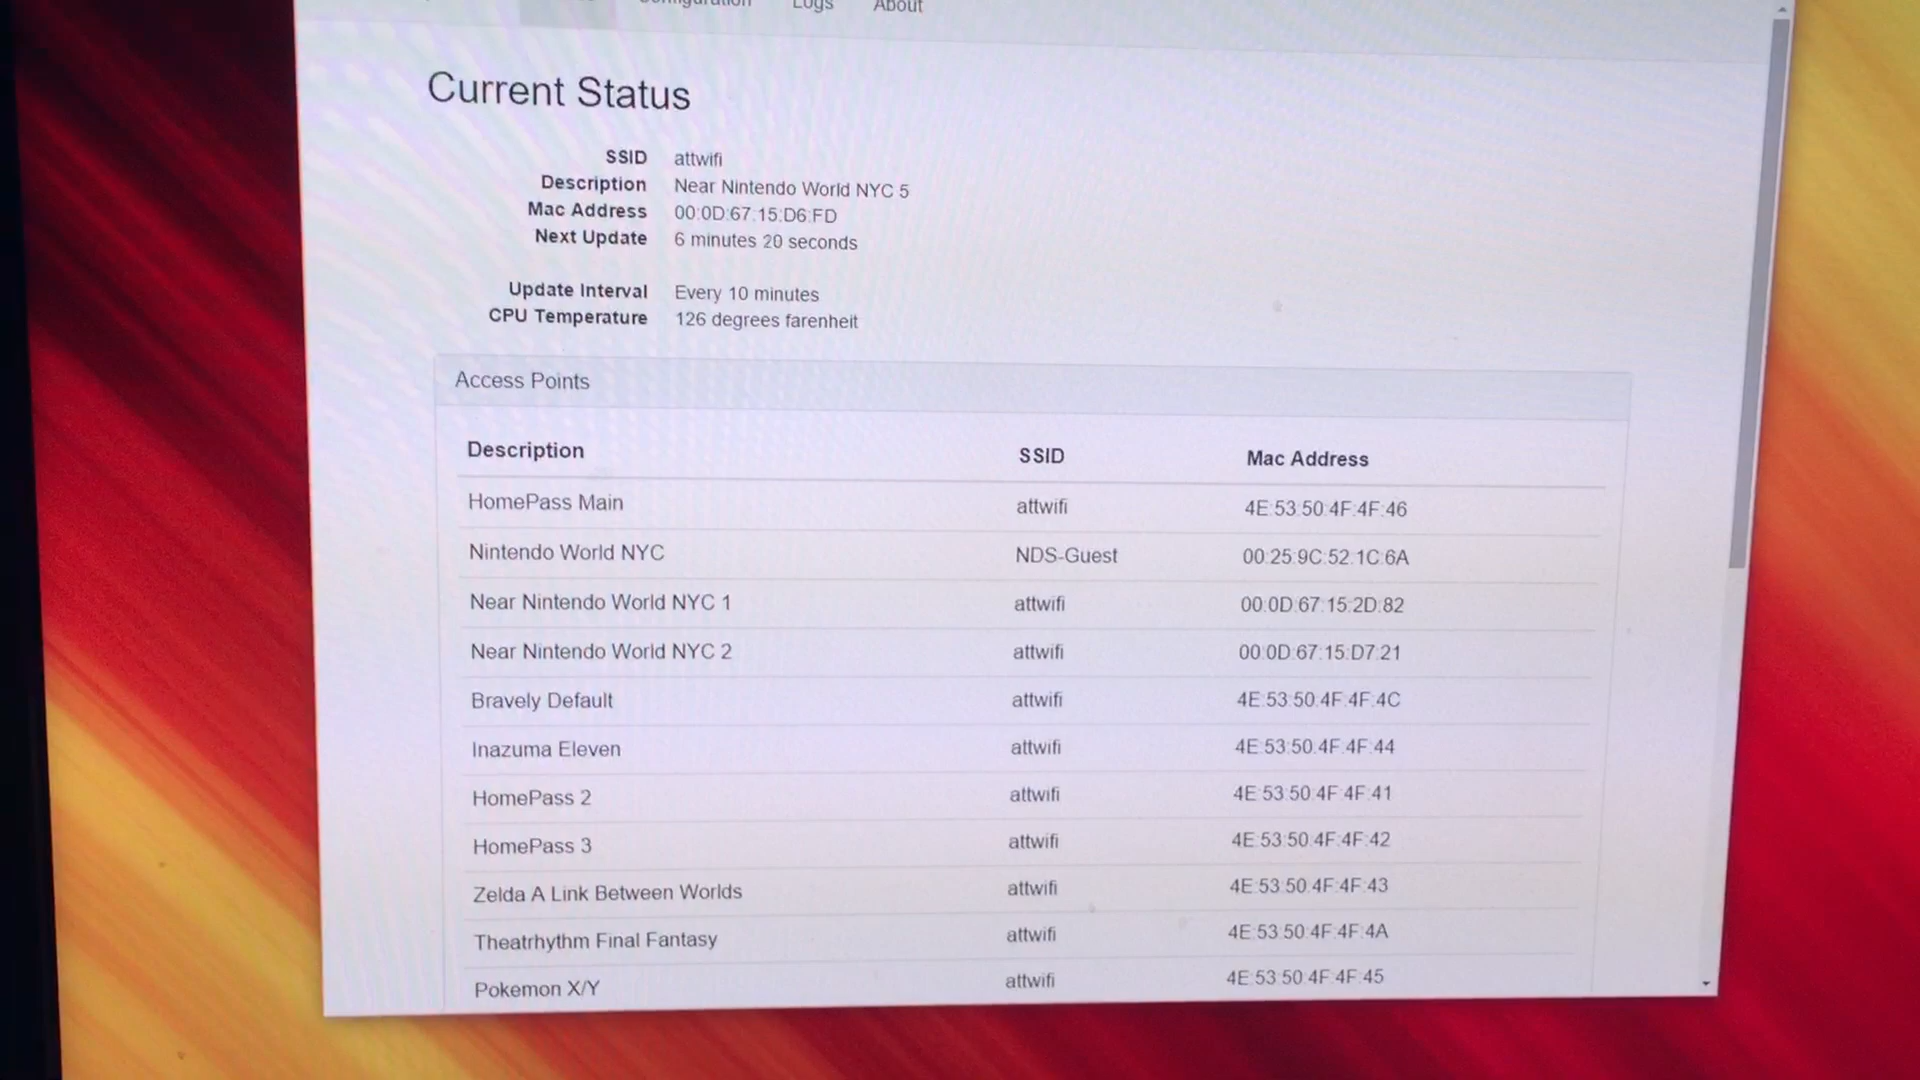 Configuration Logs About
Current Status
SSID attwifi
Description Near Nintendo World NYC 5
Mac Address 00:0D:67:15:D6:FD
Next Update 6 minutes 20 seconds
Update Interval Every 10 minutes
CPU Temperature 126 degrees farenheit
Access Points
Description SSID Mac Address
HomePass Main attwifi 4E:53:50:4F:4F:46
Nintendo World NYC NDS-Guest 00:25:9C:52:1C:6A
Near Nintendo World NYC 1 attwifi 00:0D:67:15:2D:82
Near Nintendo World NYC 2 attwifi 00:0D:67:15:D7:21
Bravely Default attwifi 4E:53:50:4F:4F:4C
Inazuma Eleven attwifi 4E:53:50:4F:4F:44
HomePass 2 attwifi 4E:53:50:4F:4F:41
HomePass 3 attwifi 4E:53:50:4F:4F:42
Zelda A Link Between Worlds attwifi 4E:53:50:4F:4F:43
Theatrhythm Final Fantasy attwifi 4E:53:50:4F:4F:4A
Pokemon X/Y attwifi 4E:53:50:4F:4F:45